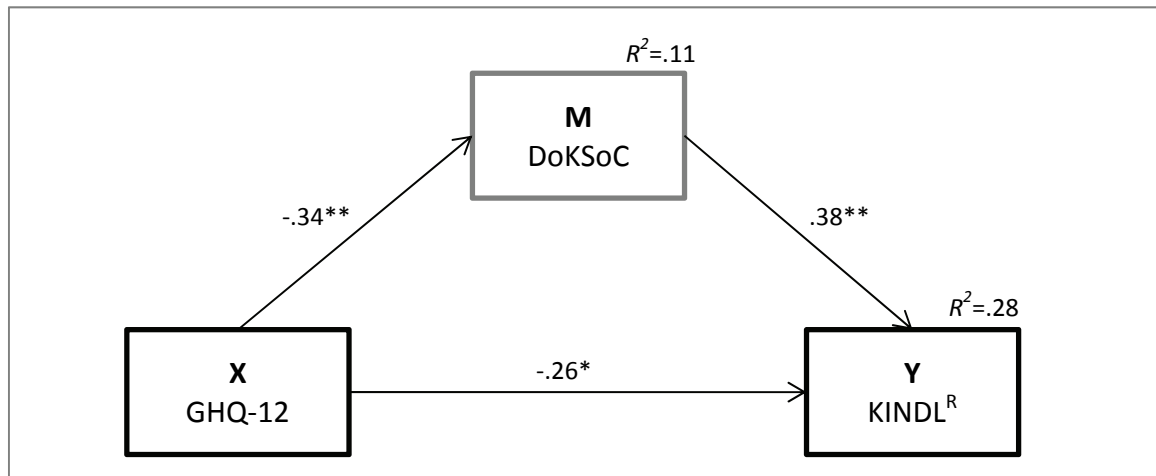 R²=.11
M
DoKSoC
-.34**
.38**
R²=.28
X
GHQ-12
-.26*
Y
KINDLᴿ